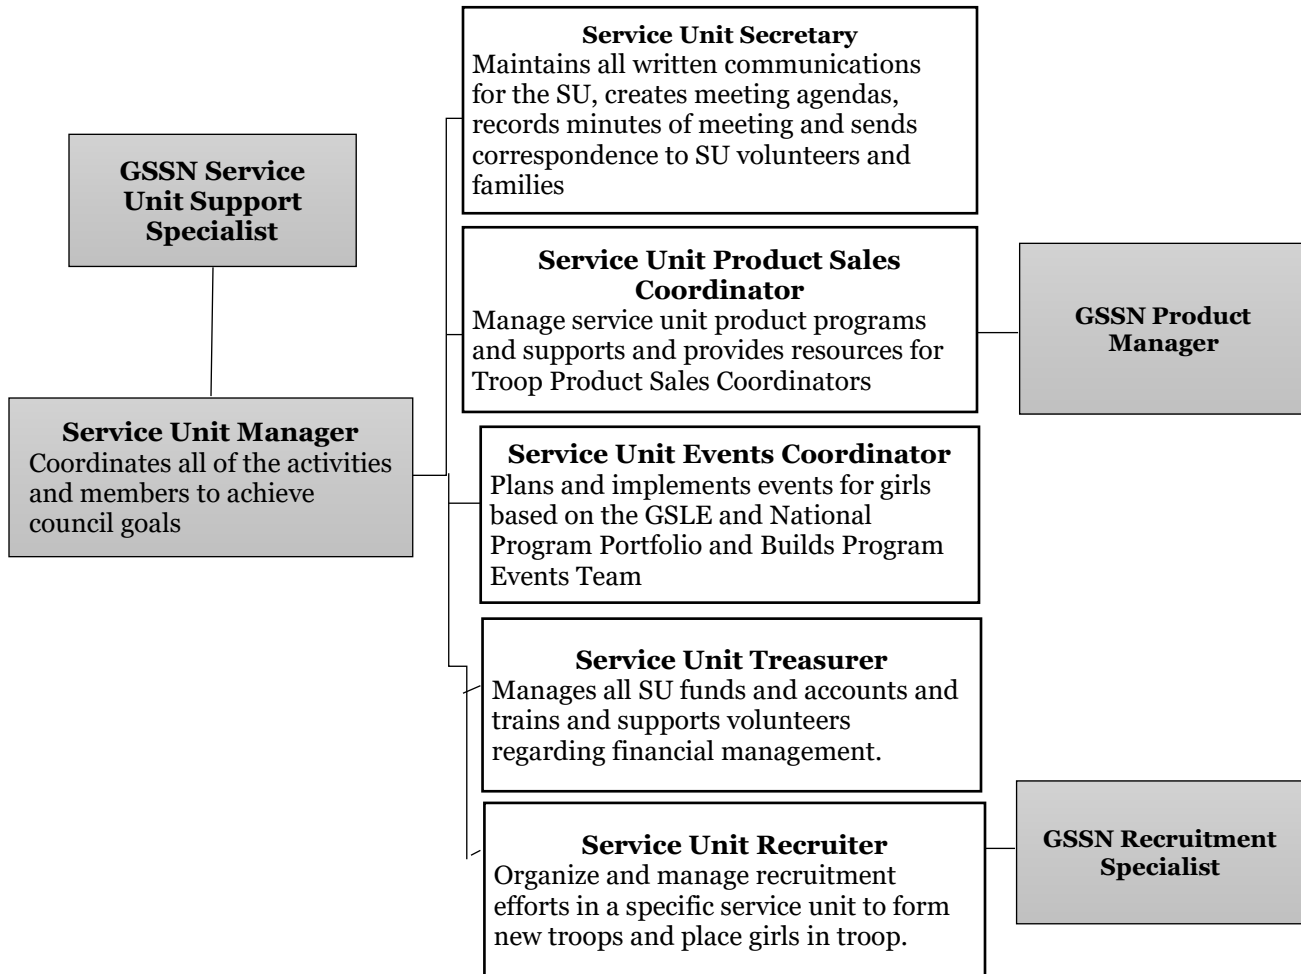 Service Unit Secretary
Maintains all written communications
for the SU, creates meeting agendas,
records minutes of meeting and sends
correspondence to SU volunteers and
families
GSSN Service
Unit Support
Specialist
Service Unit Product Sales
Coordinator
Manage service unit product programs
and supports and provides resources for
Troop Product Sales Coordinators
GSSN Product
Manager
Service Unit Manager
Coordinates all of the activities
and members to achieve
council goals
Service Unit Events Coordinator
Plans and implements events for girls
based on the GSLE and National
Program Portfolio and Builds Program
Events Team
Service Unit Treasurer
Manages all SU funds and accounts and
trains and supports volunteers
regarding financial management.
Service Unit Recruiter
Organize and manage recruitment
efforts in a specific service unit to form
new troops and place girls in troop.
GSSN Recruitment
Specialist